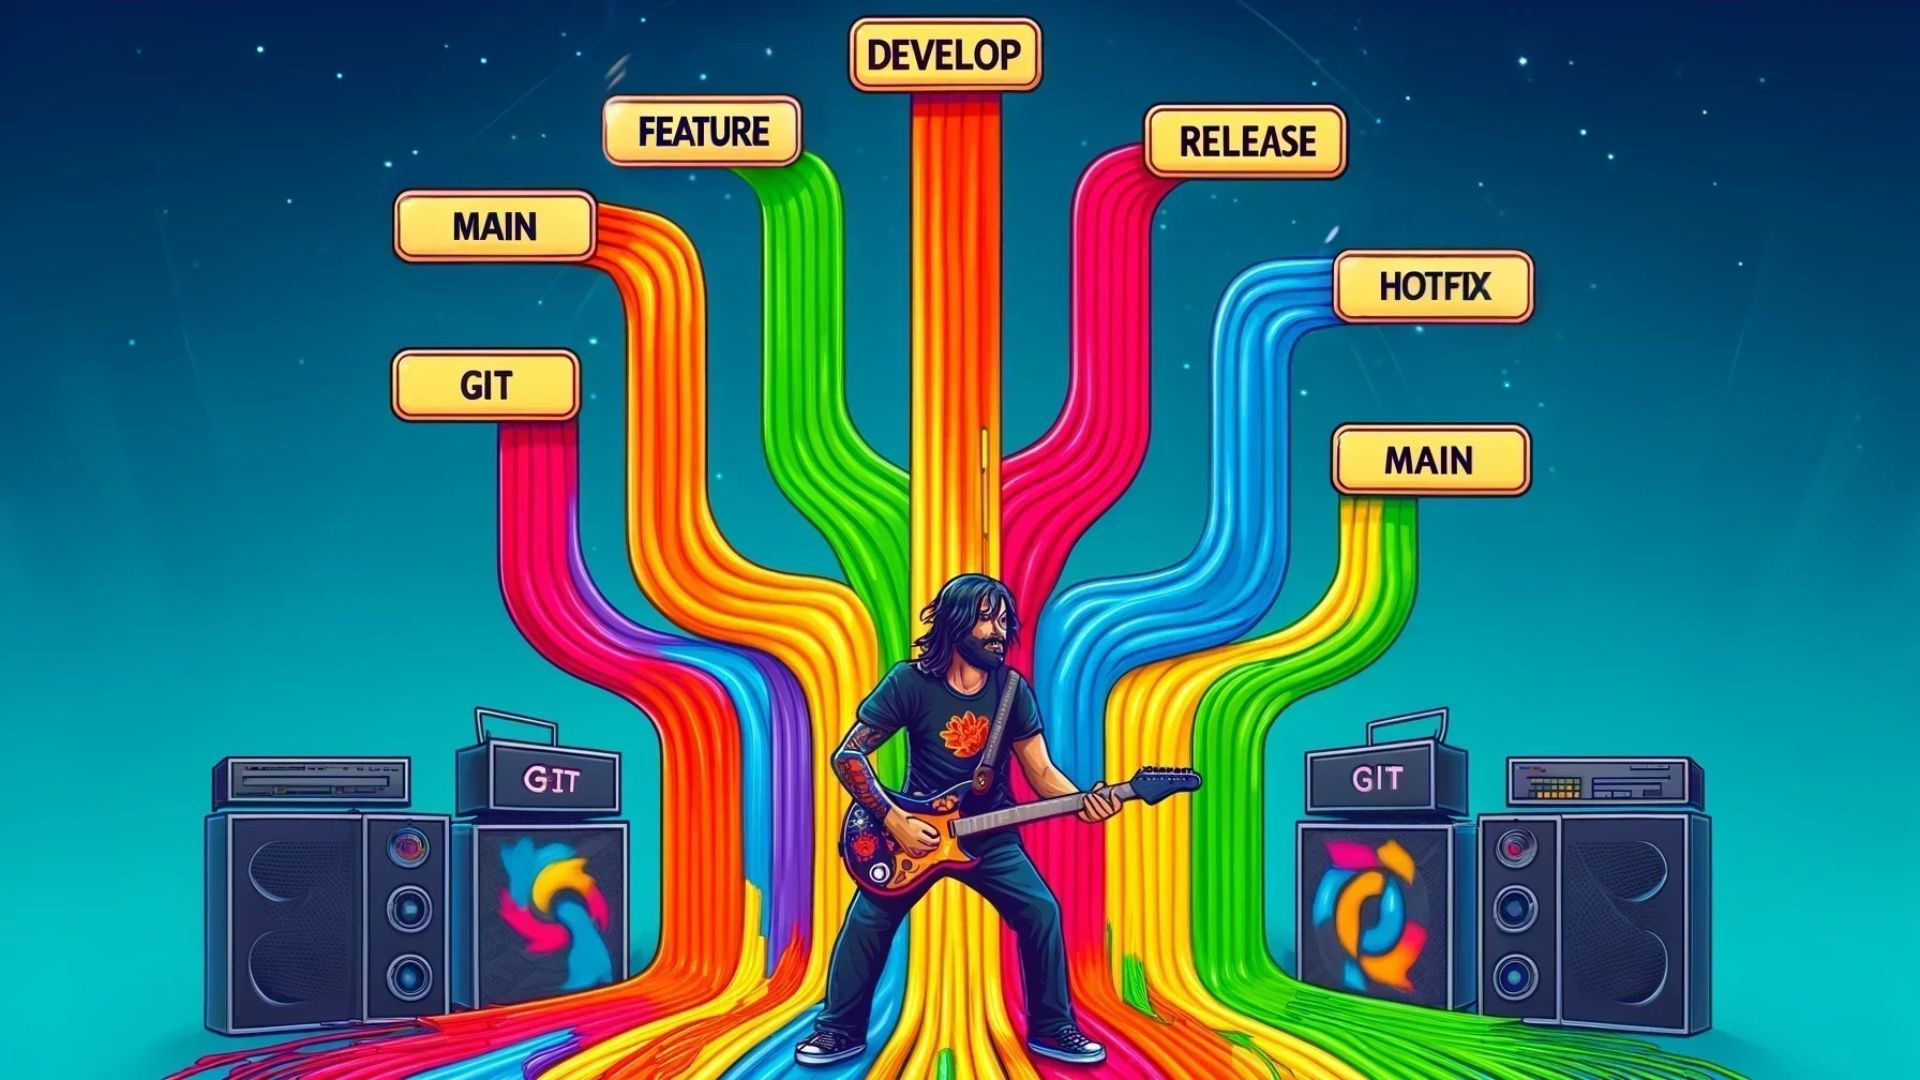 DEVELOP
FEATURE
RELEASE
MAIN
HOTFIX
GIT
MAIN
GIT
GIT